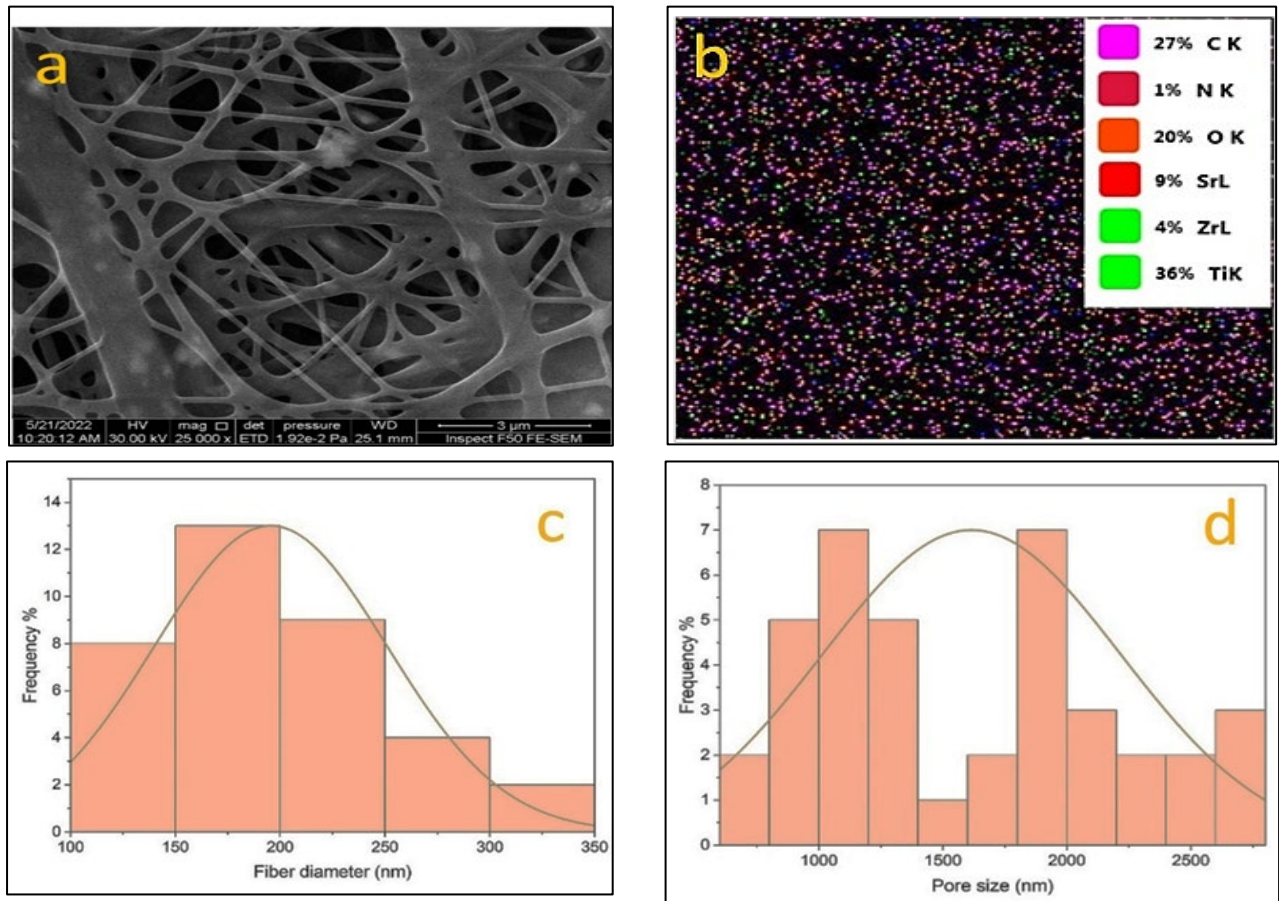 a
5/21/2022 HV mag □ det pressure WD 3 µm
10:20:12 AM 30.00 kV 25 000 x ETD 1.92e-2 Pa 25.1 mm Inspect F50 FE-SEM
b
27% C K
1% N K
20% O K
9% SrL
4% ZrL
36% TiK
c
Frequency %
14
12
10
8
6
4
2
0
100 150 200 250 300 350
Fiber diameter (nm)
d
Frequency %
8
7
6
5
4
3
2
1
0
1000 1500 2000 2500
Pore size (nm)